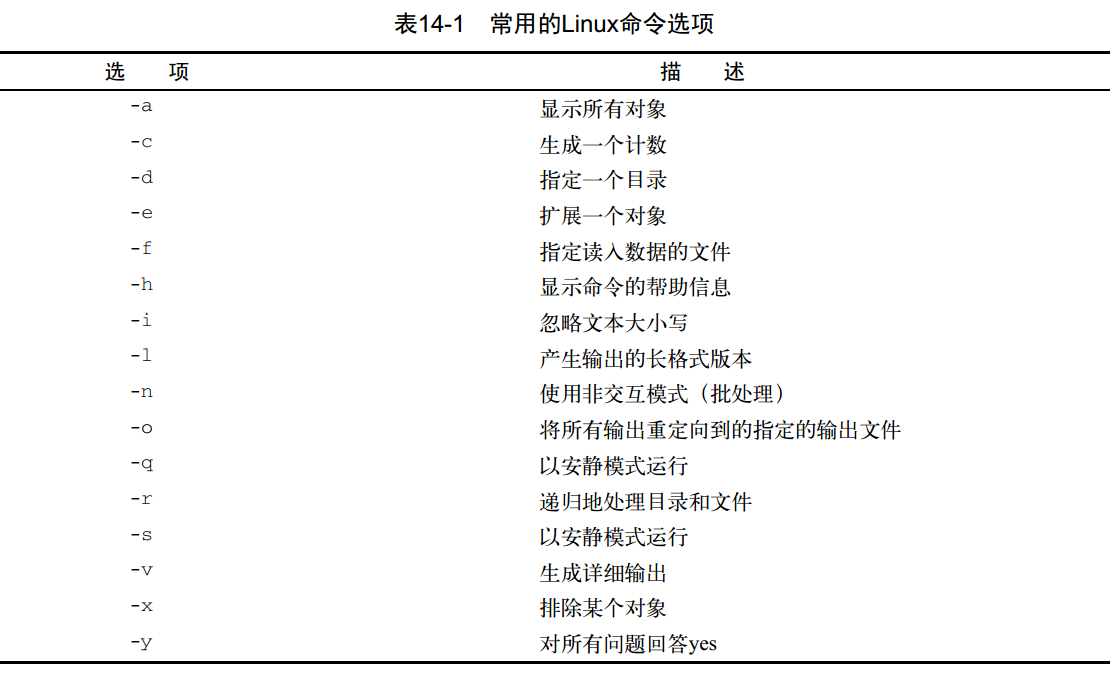 表14-1 常用的Linux命令选项
选 项 描 述
-a 显示所有对象
-c 生成一个计数
-d 指定一个目录
-e 扩展一个对象
-f 指定读入数据的文件
-h 显示命令的帮助信息
-i 忽略文本大小写
-l 产生输出的长格式版本
-n 使用非交互模式（批处理）
-o 将所有输出重定向到的指定的输出文件
-q 以安静模式运行
-r 递归地处理目录和文件
-s 以安静模式运行
-v 生成详细输出
-x 排除某个对象
-y 对所有问题回答yes